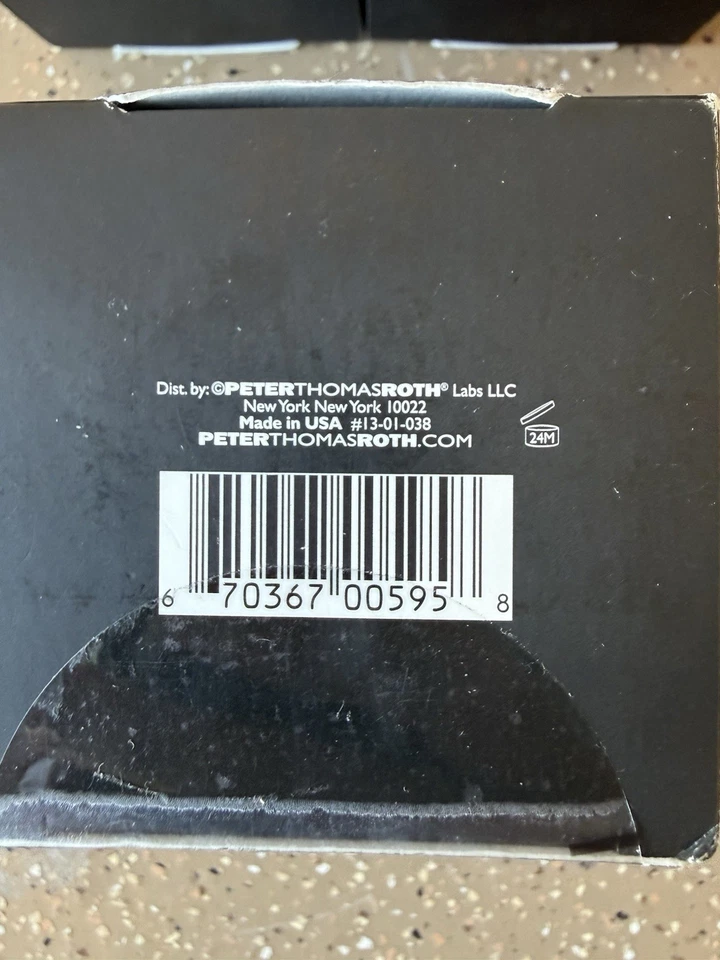 Dist. by: ©PETERTHOMASROTH® Labs LLC
New York New York 10022
Made in USA #13-01-038
PETERTHOMASROTH.COM
24M
6 70367 00595 8